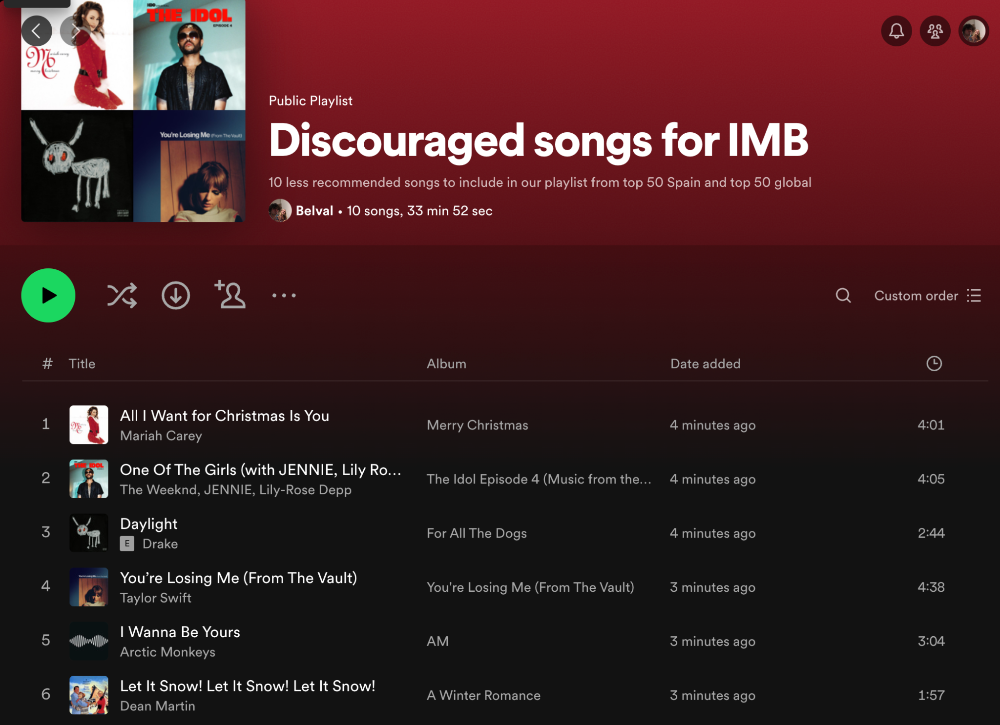 HBO
THE IDOL
EPISODE 4
M
mariah carey
merry Christmas
You're Losing Me (From The Vault)
Public Playlist
Discouraged songs for IMB
10 less recommended songs to include in our playlist from top 50 Spain and top 50 global
Belval • 10 songs, 33 min 52 sec
Custom order
# Title Album Date added
1 All I Want for Christmas Is You Merry Christmas 4 minutes ago 4:01
Mariah Carey
2 One Of The Girls (with JENNIE, Lily Ro... The Idol Episode 4 (Music from the... 4 minutes ago 4:05
The Weeknd, JENNIE, Lily-Rose Depp
THE IDOL
3 Daylight For All The Dogs 4 minutes ago 2:44
E Drake
4 You’re Losing Me (From The Vault) You're Losing Me (From The Vault) 3 minutes ago 4:38
Taylor Swift
5 I Wanna Be Yours AM 3 minutes ago 3:04
Arctic Monkeys
6 Let It Snow! Let It Snow! Let It Snow! A Winter Romance 3 minutes ago 1:57
Dean Martin